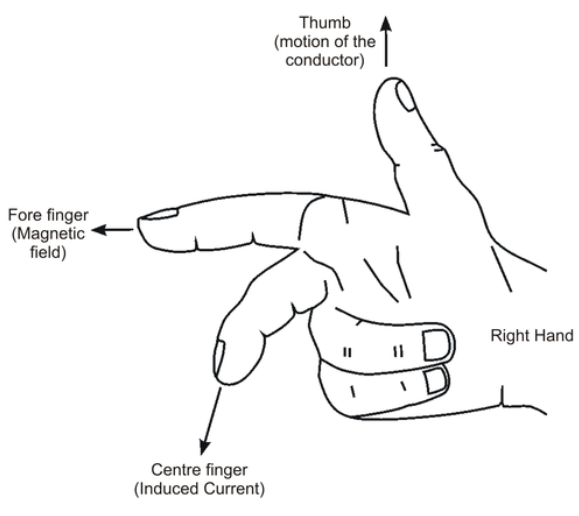 Thumb
(motion of the
conductor)
Fore finger
(Magnetic
field)
Right Hand
Centre finger
(Induced Current)